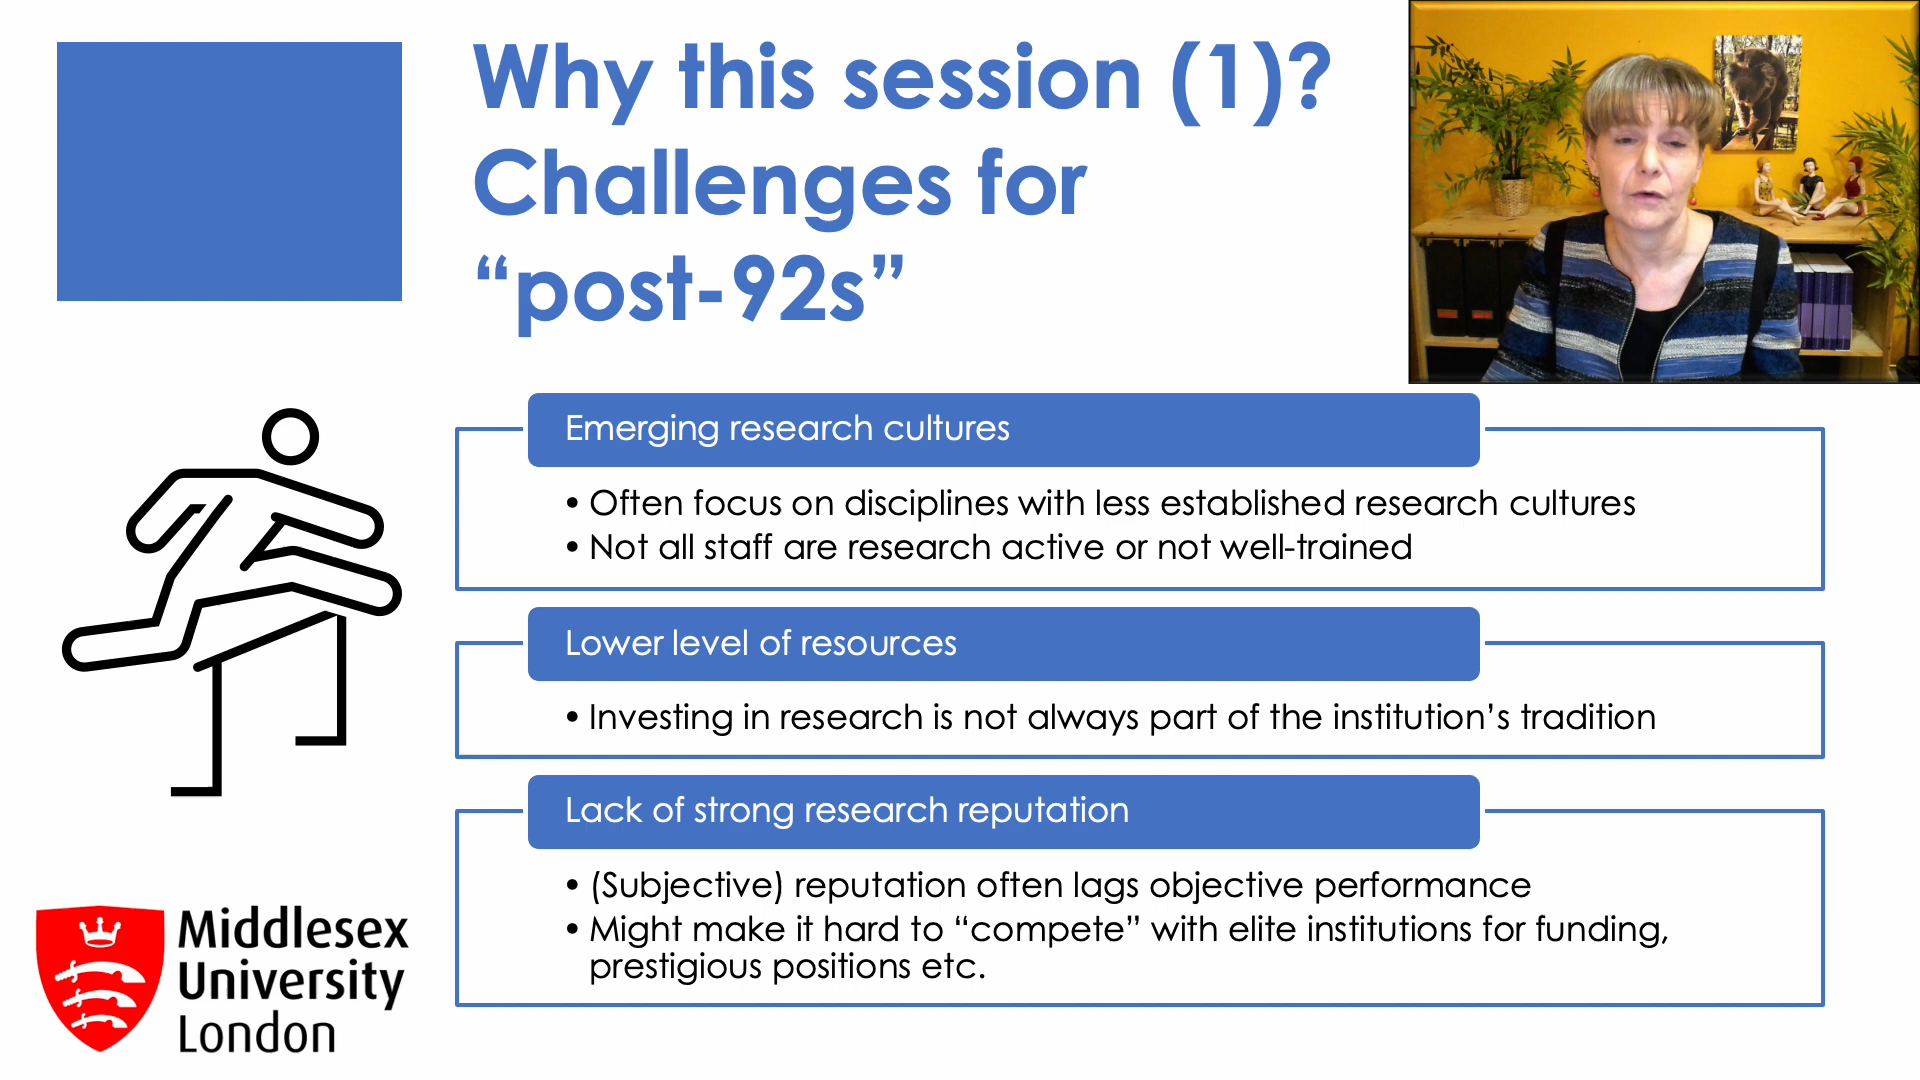 Why this session (1)?
Challenges for
“post-92s”
Emerging research cultures
• Often focus on disciplines with less established research cultures
• Not all staff are research active or not well-trained
Lower level of resources
• Investing in research is not always part of the institution’s tradition
Lack of strong research reputation
• (Subjective) reputation often lags objective performance
• Might make it hard to “compete” with elite institutions for funding,
prestigious positions etc.
Middlesex
University
London